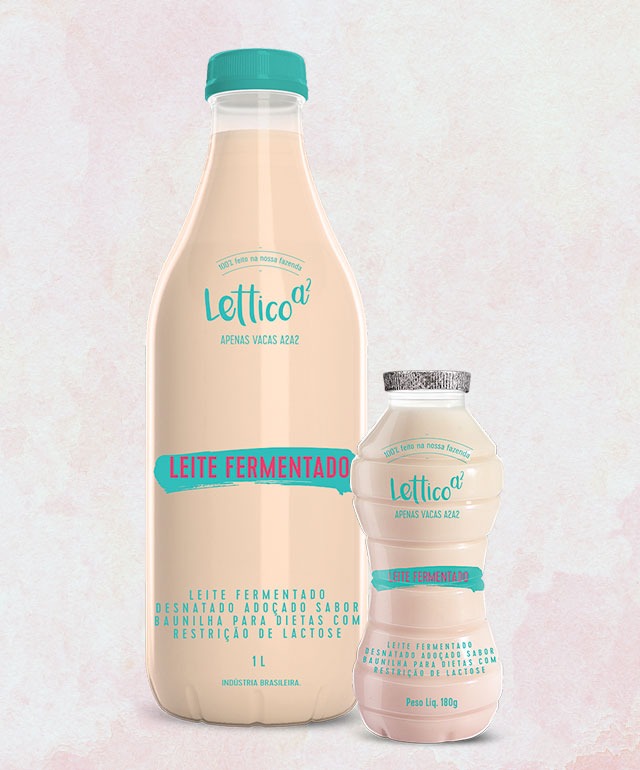 100% feito na nossa fazenda
Lettico a²
APENAS VACAS A2A2
LEITE FERMENTADO
LEITE FERMENTADO
DESNATADO ADOÇADO SABOR
BAUNILHA PARA DIETAS COM
RESTRIÇÃO DE LACTOSE
1 L
INDÚSTRIA BRASILEIRA.
100% feito na nossa fazenda
Lettico a²
APENAS VACAS A2A2
LEITE FERMENTADO
LEITE FERMENTADO
DESNATADO ADOÇADO SABOR
BAUNILHA PARA DIETAS COM
RESTRIÇÃO DE LACTOSE
Peso Liq. 180g